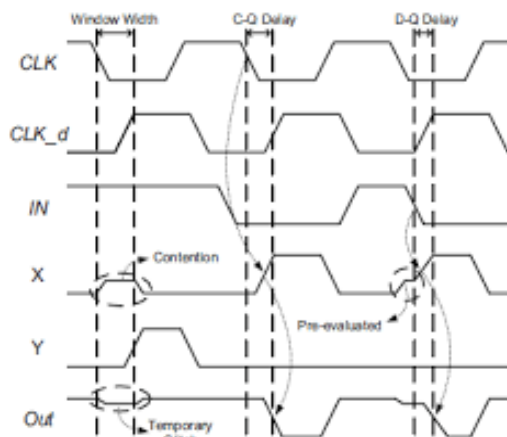 Window Width C-Q Delay D-Q Delay
CLK
CLK_d
IN
Contention
X
Pre-evaluated
Y
Out
Temporary